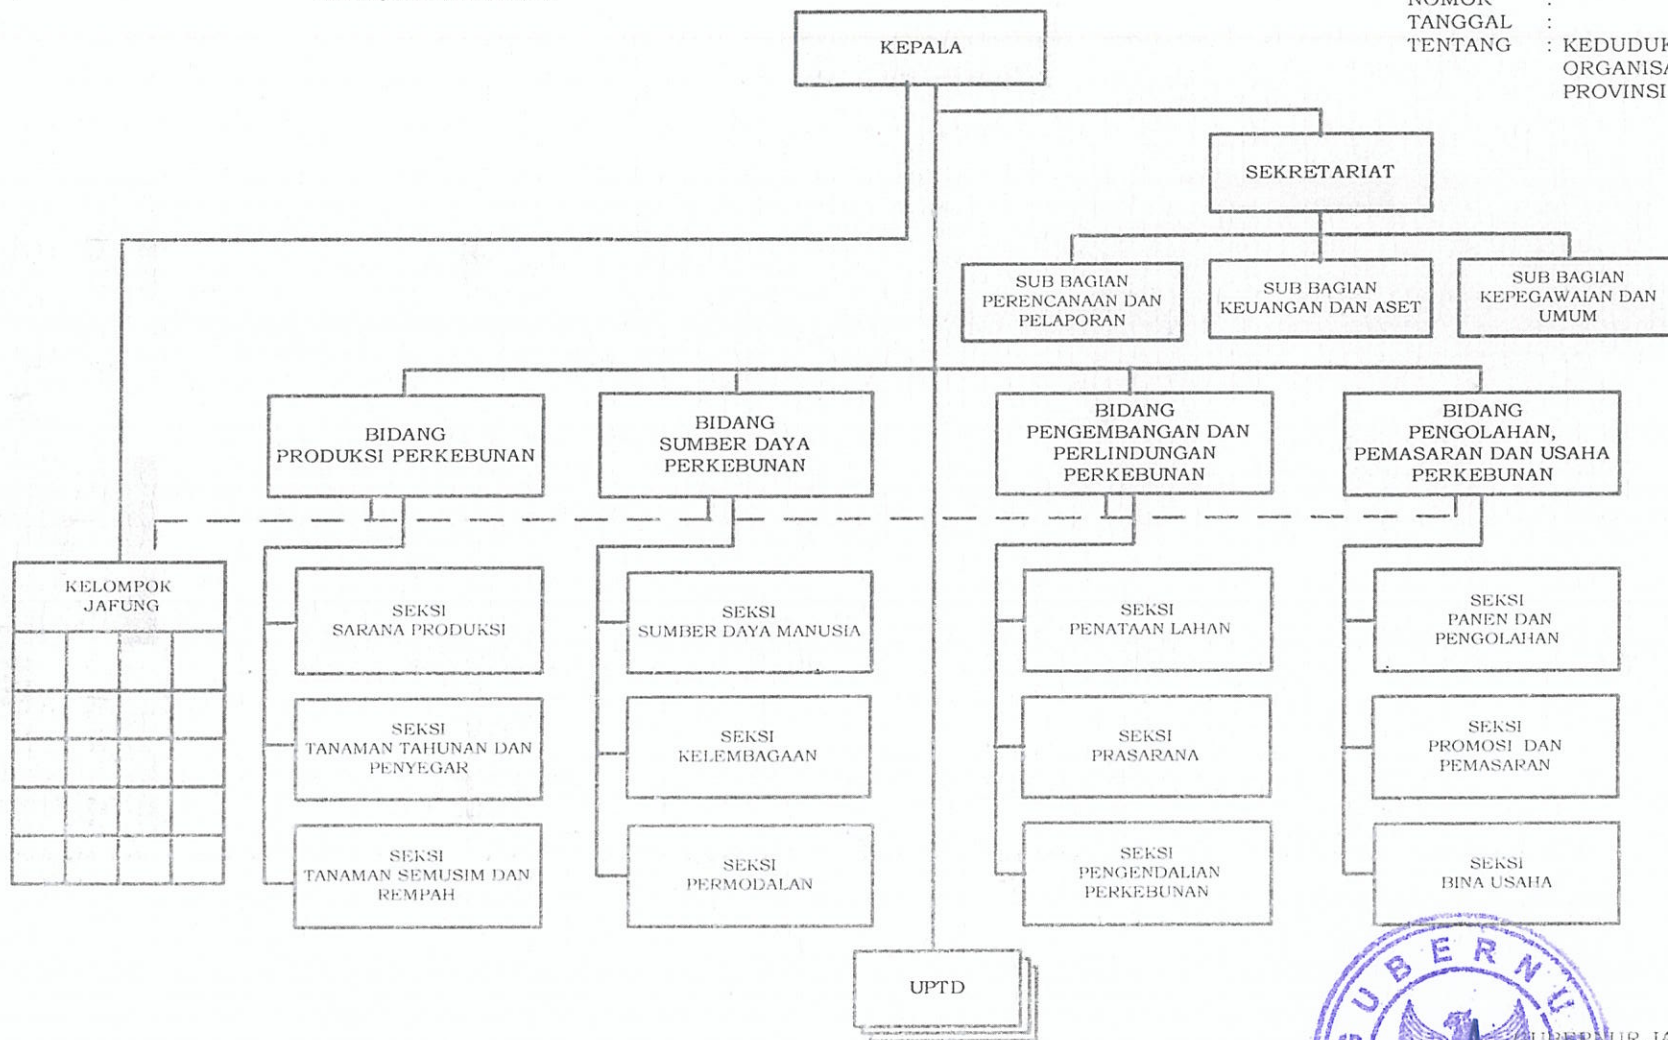 NOMOR :
TANGGAL :
TENTANG :
KEPALA
SEKRETARIAT
SUB BAGIAN
PERENCANAAN DAN
PELAPORAN
SUB BAGIAN
KEUANGAN DAN ASET
SUB BAGIAN
KEPEGAWAIAN DAN
UMUM
BIDANG
PRODUKSI PERKEBUNAN
BIDANG
SUMBER DAYA
PERKEBUNAN
BIDANG
PENGEMBANGAN DAN
PERLINDUNGAN
PERKEBUNAN
BIDANG
PENGOLAHAN,
PEMASARAN DAN USAHA
PERKEBUNAN
KELOMPOK
JAFUNG
SEKSI
SARANA PRODUKSI
SEKSI
TANAMAN TAHUNAN DAN
PENYEGAR
SEKSI
TANAMAN SEMUSIM DAN
REMPAH
SEKSI
SUMBER DAYA MANUSIA
SEKSI
KELEMBAGAAN
SEKSI
PERMODALAN
SEKSI
PENATAAN LAHAN
SEKSI
PRASARANA
SEKSI
PENGENDALIAN
PERKEBUNAN
SEKSI
PANEN DAN
PENGOLAHAN
SEKSI
PROMOSI DAN
PEMASARAN
SEKSI
BINA USAHA
UPTD
PROVINSI
GUBERNUR